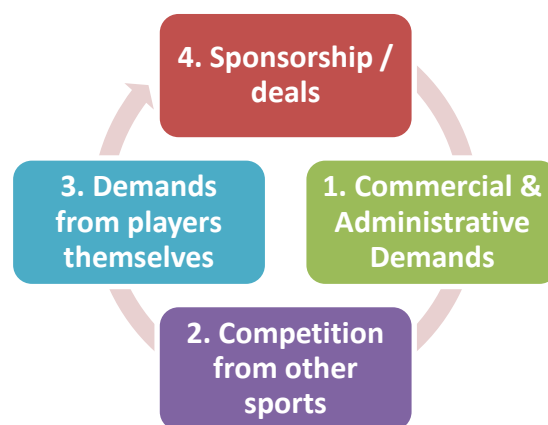 4. Sponsorship /
deals
1. Commercial &
Administrative
Demands
2. Competition
from other
sports
3. Demands
from players
themselves